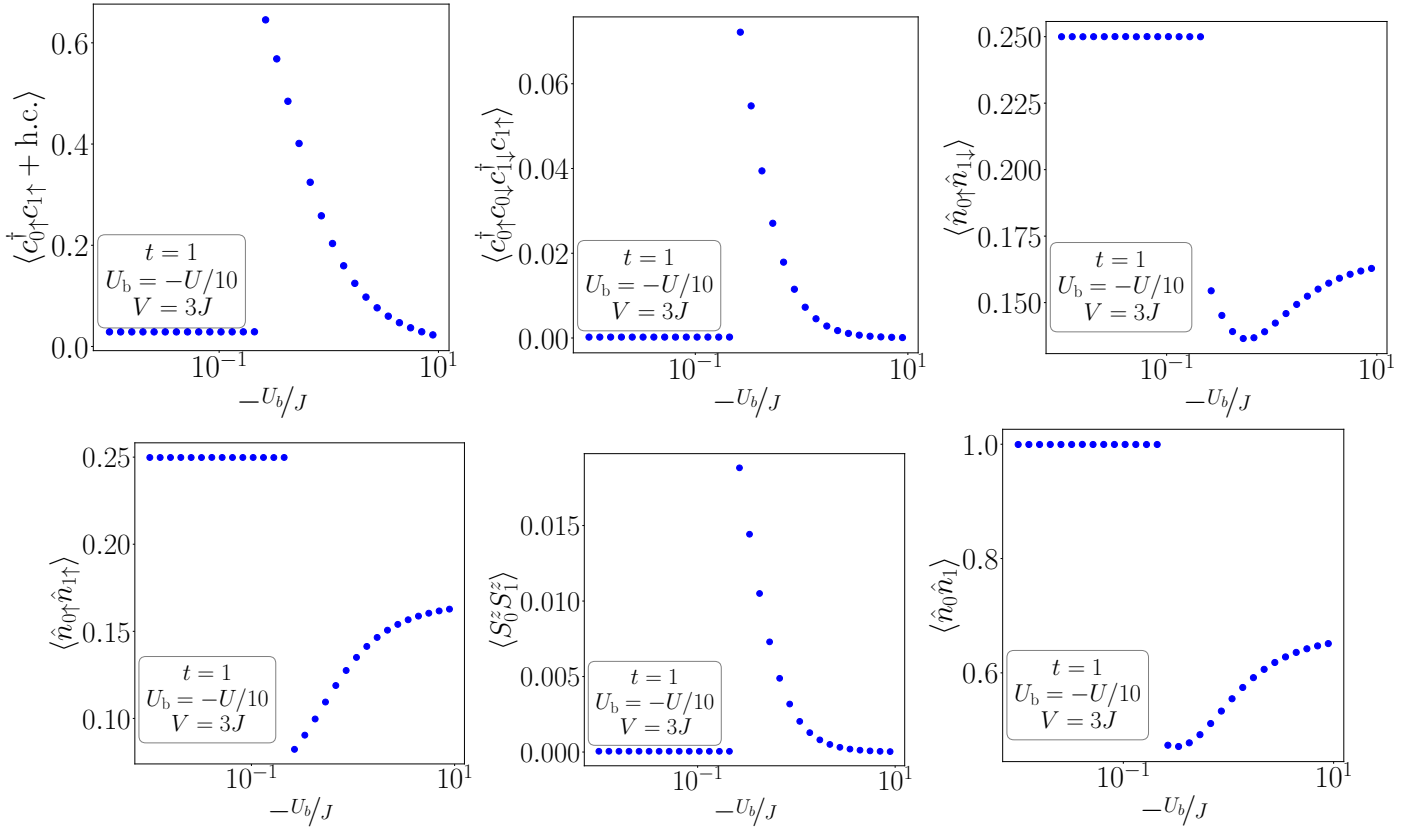 ⟨c†0↑c1↑ + h.c.⟩
0.6
0.4
0.2
0.0
t = 1
Ub = −U/10
V = 3J
10−1
101
−Ub/J
⟨c†0↑c0↓c†1↓c1↑⟩
0.06
0.04
0.02
0.00
t = 1
Ub = −U/10
V = 3J
10−1
101
−Ub/J
⟨n̂0↑n̂1↓⟩
0.250
0.225
0.200
0.175
0.150
t = 1
Ub = −U/10
V = 3J
10−1
101
−Ub/J
⟨n̂0↑n̂1↑⟩
0.25
0.20
0.15
0.10
t = 1
Ub = −U/10
V = 3J
10−1
101
−Ub/J
⟨Sz0Sz1⟩
0.015
0.010
0.005
0.000
t = 1
Ub = −U/10
V = 3J
10−1
101
−Ub/J
⟨n̂0n̂1⟩
1.0
0.8
0.6
t = 1
Ub = −U/10
V = 3J
10−1
101
−Ub/J